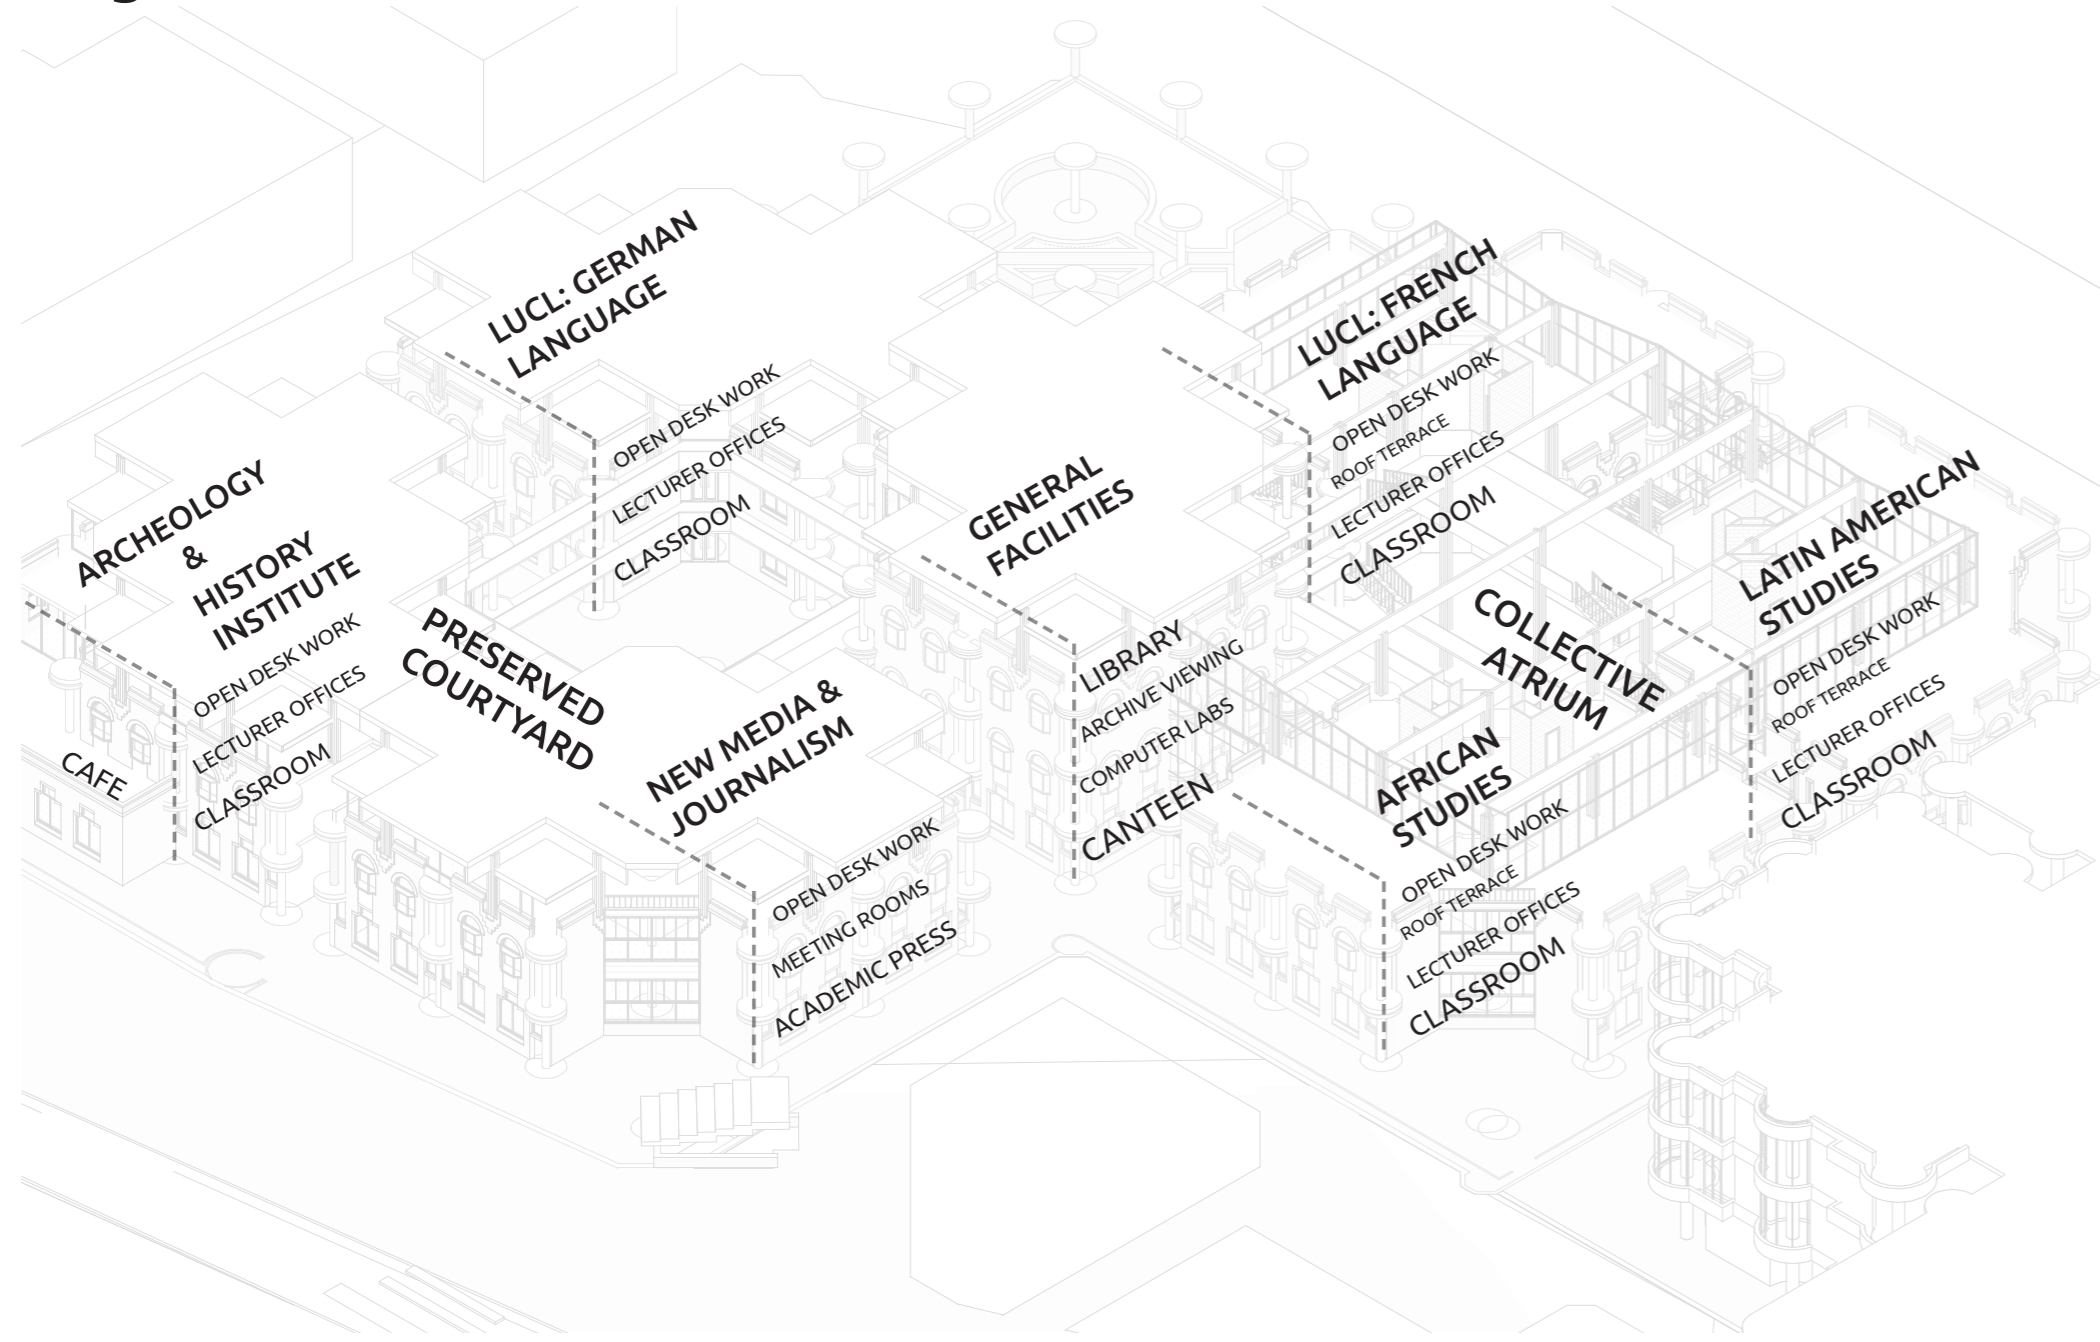 LUCL: GERMAN
LANGUAGE
OPEN DESK WORK
LECTURER OFFICES
CLASSROOM
LUCL: FRENCH
LANGUAGE
OPEN DESK WORK
ROOF TERRACE
LECTURER OFFICES
CLASSROOM
ARCHEOLOGY
&
HISTORY
INSTITUTE
OPEN DESK WORK
LECTURER OFFICES
CLASSROOM
CAFE
PRESERVED
COURTYARD
GENERAL
FACILITIES
LIBRARY
ARCHIVE VIEWING
COMPUTER LABS
CANTEEN
LATIN AMERICAN
STUDIES
OPEN DESK WORK
ROOF TERRACE
LECTURER OFFICES
CLASSROOM
COLLECTIVE
ATRIUM
NEW MEDIA &
JOURNALISM
OPEN DESK WORK
MEETING ROOMS
ACADEMIC PRESS
AFRICAN
STUDIES
OPEN DESK WORK
ROOF TERRACE
LECTURER OFFICES
CLASSROOM